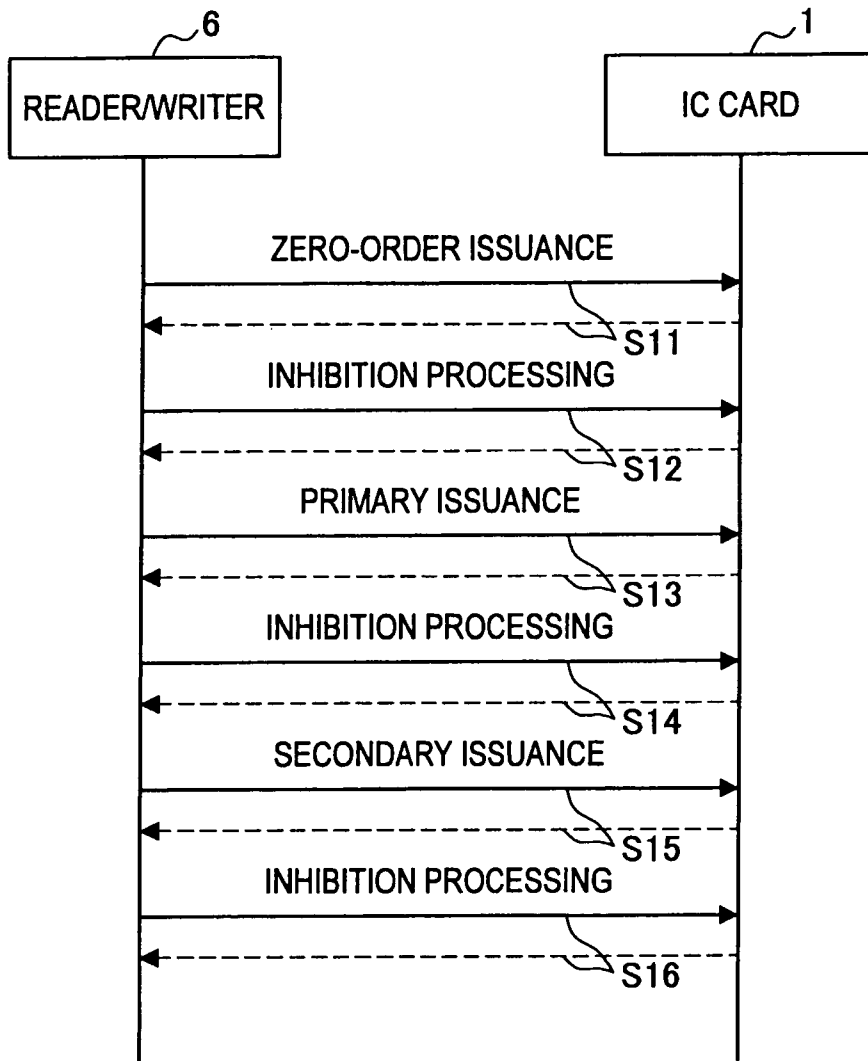 6
1
READER/WRITER
IC CARD
ZERO-ORDER ISSUANCE
S11
INHIBITION PROCESSING
S12
PRIMARY ISSUANCE
S13
INHIBITION PROCESSING
S14
SECONDARY ISSUANCE
S15
INHIBITION PROCESSING
S16